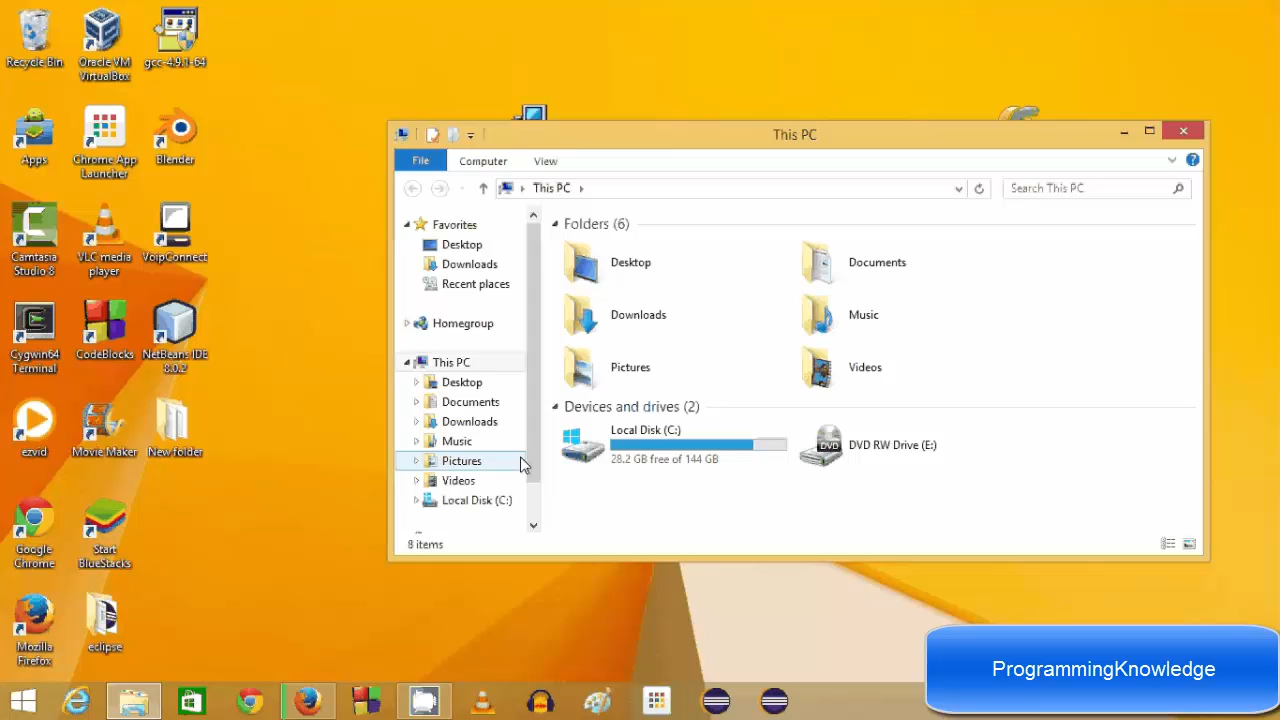 Recycle Bin
Oracle VM
VirtualBox
gcc-4.9.1-64
Apps
Chrome App
Launcher
Blender
Camtasia
Studio 8
VLC media
player
VoipConnect
Cygwin64
Terminal
CodeBlocks
NetBeans IDE
8.0.2
ezvid
Movie Maker
New folder
Google
Chrome
Start
BlueStacks
Mozilla
Firefox
eclipse
This PC
File
Computer
View
This PC
Search This PC
Favorites
Desktop
Downloads
Recent places
Homegroup
This PC
Desktop
Documents
Downloads
Music
Pictures
Videos
Local Disk (C:)
Folders (6)
Desktop
Documents
Downloads
Music
Pictures
Videos
Devices and drives (2)
Local Disk (C:)
28.2 GB free of 144 GB
DVD
DVD RW Drive (E:)
8 items
ProgrammingKnowledge